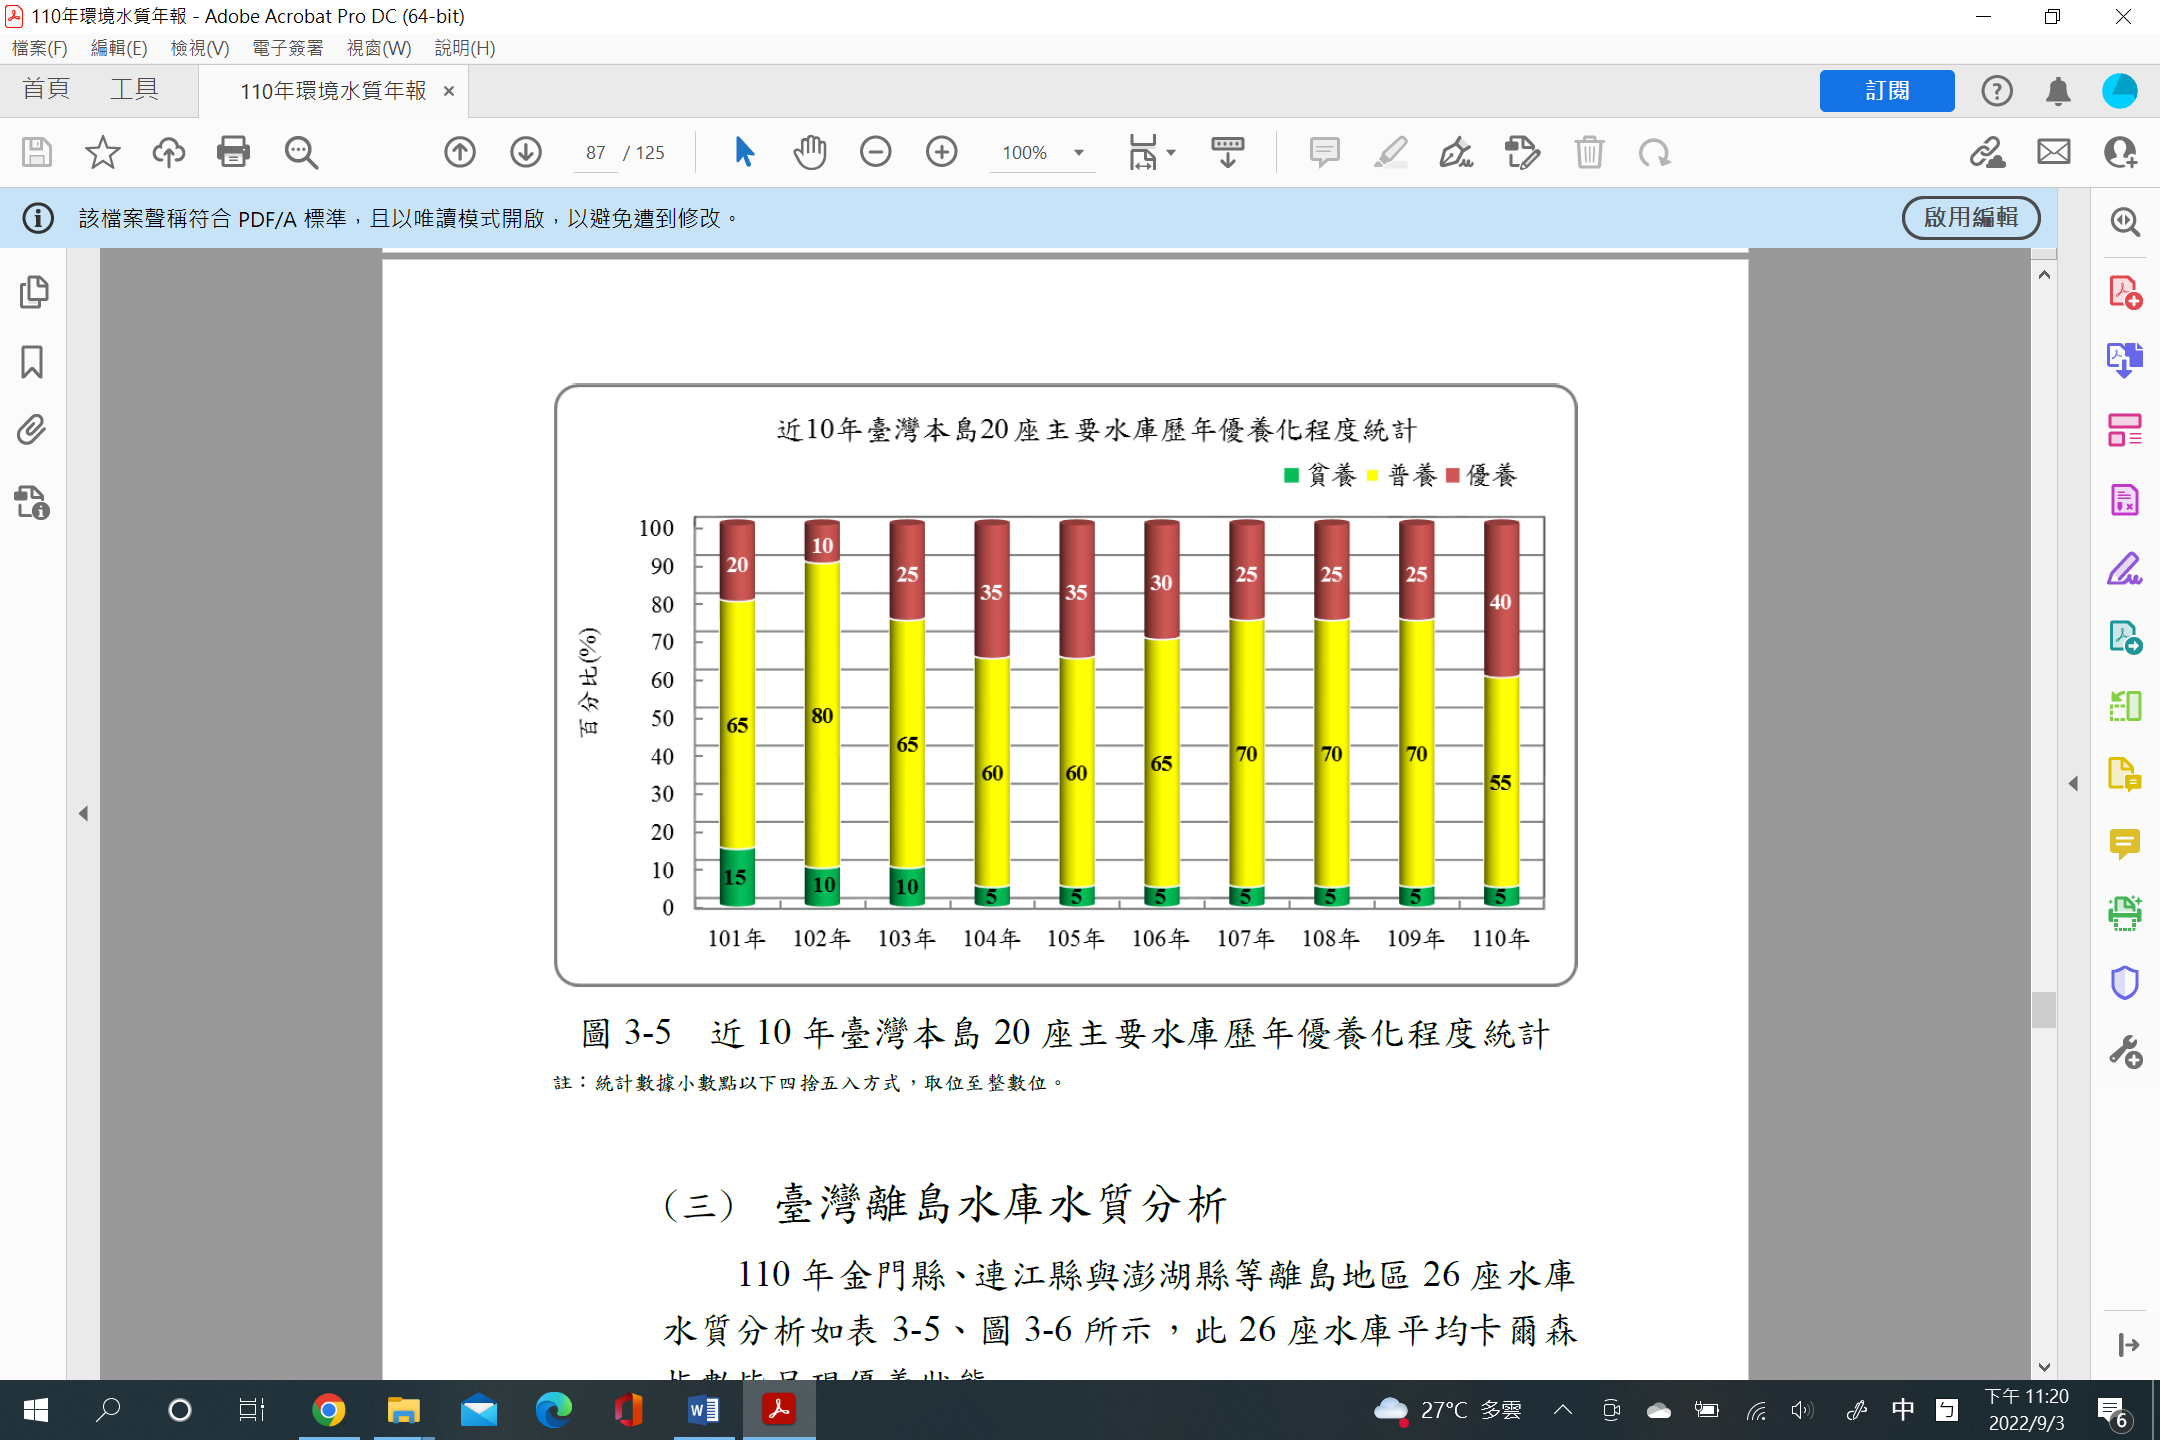 110年環境水質年報 - Adobe Acrobat Pro DC (64-bit)
檔案(F) 編輯(E) 檢視(V) 電子簽署 視窗(W) 說明(H)
首頁 工具 110年環境水質年報 × 訂閱
87 / 125 100%
該檔案聲稱符合 PDF/A 標準，且以唯讀模式開啟，以避免遭到修改。 啟用編輯
近10年臺灣本島20座主要水庫歷年優養化程度統計
貧養 普養 優養
百分比(%)
100
90
80
70
60
50
40
30
20
10
0
20 10 25 35 35 30 25 25 25 40
65 80 65 60 60 65 70 70 70 55
15 10 10 5 5 5 5 5 5 5
101年 102年 103年 104年 105年 106年 107年 108年 109年 110年
圖 3-5 近 10 年臺灣本島 20 座主要水庫歷年優養化程度統計
註：統計數據小數點以下四捨五入方式，取位至整數位。
（三） 臺灣離島水庫水質分析
110 年金門縣、連江縣與澎湖縣等離島地區 26 座水庫
水質分析如表 3-5、圖 3-6 所示，此 26 座水庫平均卡爾森
27°C 多雲 中 ㄅ 下午 11:20
2022/9/3 6